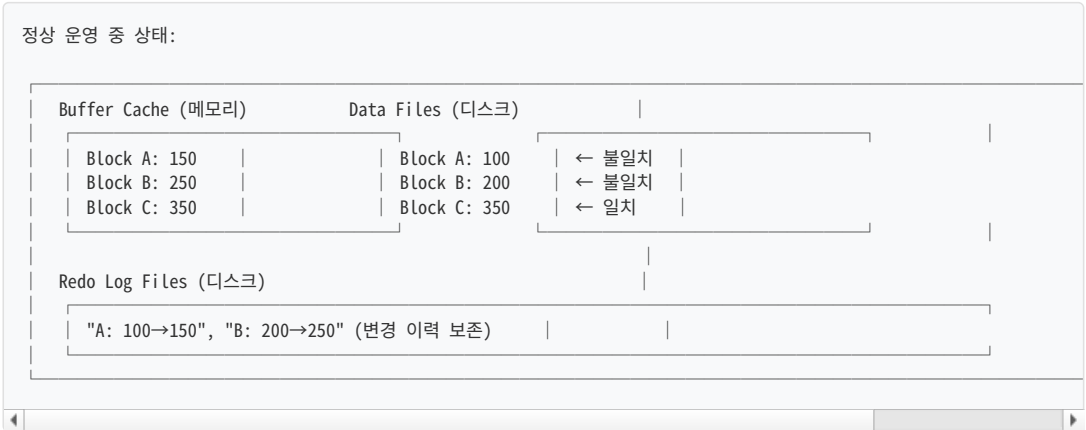 정상 운영 중 상태:
Buffer Cache (메모리) Data Files (디스크)
Block A: 150 Block A: 100 ← 불일치
Block B: 250 Block B: 200 ← 불일치
Block C: 350 Block C: 350 ← 일치
Redo Log Files (디스크)
"A: 100→150", "B: 200→250" (변경 이력 보존)